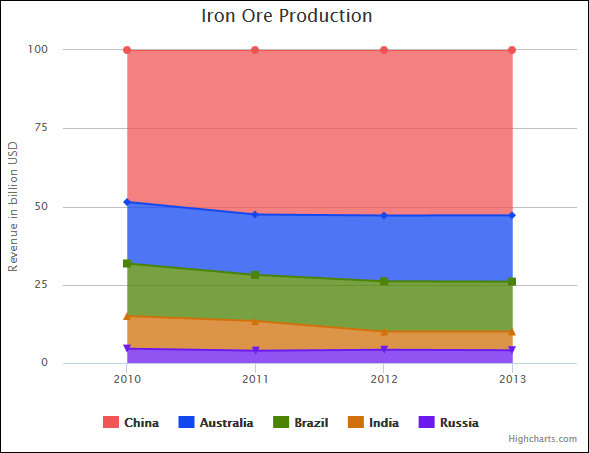 Iron Ore Production
Revenue in billion USD
100
75
50
25
0
2010 2011 2012 2013
China Australia Brazil India Russia
Highcharts.com